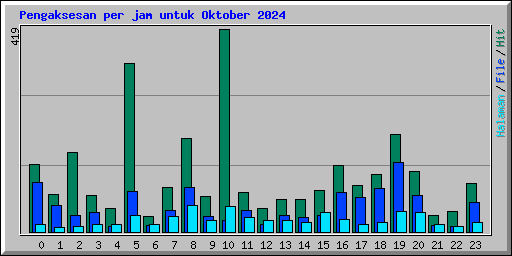 Pengaksesan per jam untuk Oktober 2024
419
Halaman/File/Hit
0 1 2 3 4 5 6 7 8 9 10 11 12 13 14 15 16 17 18 19 20 21 22 23